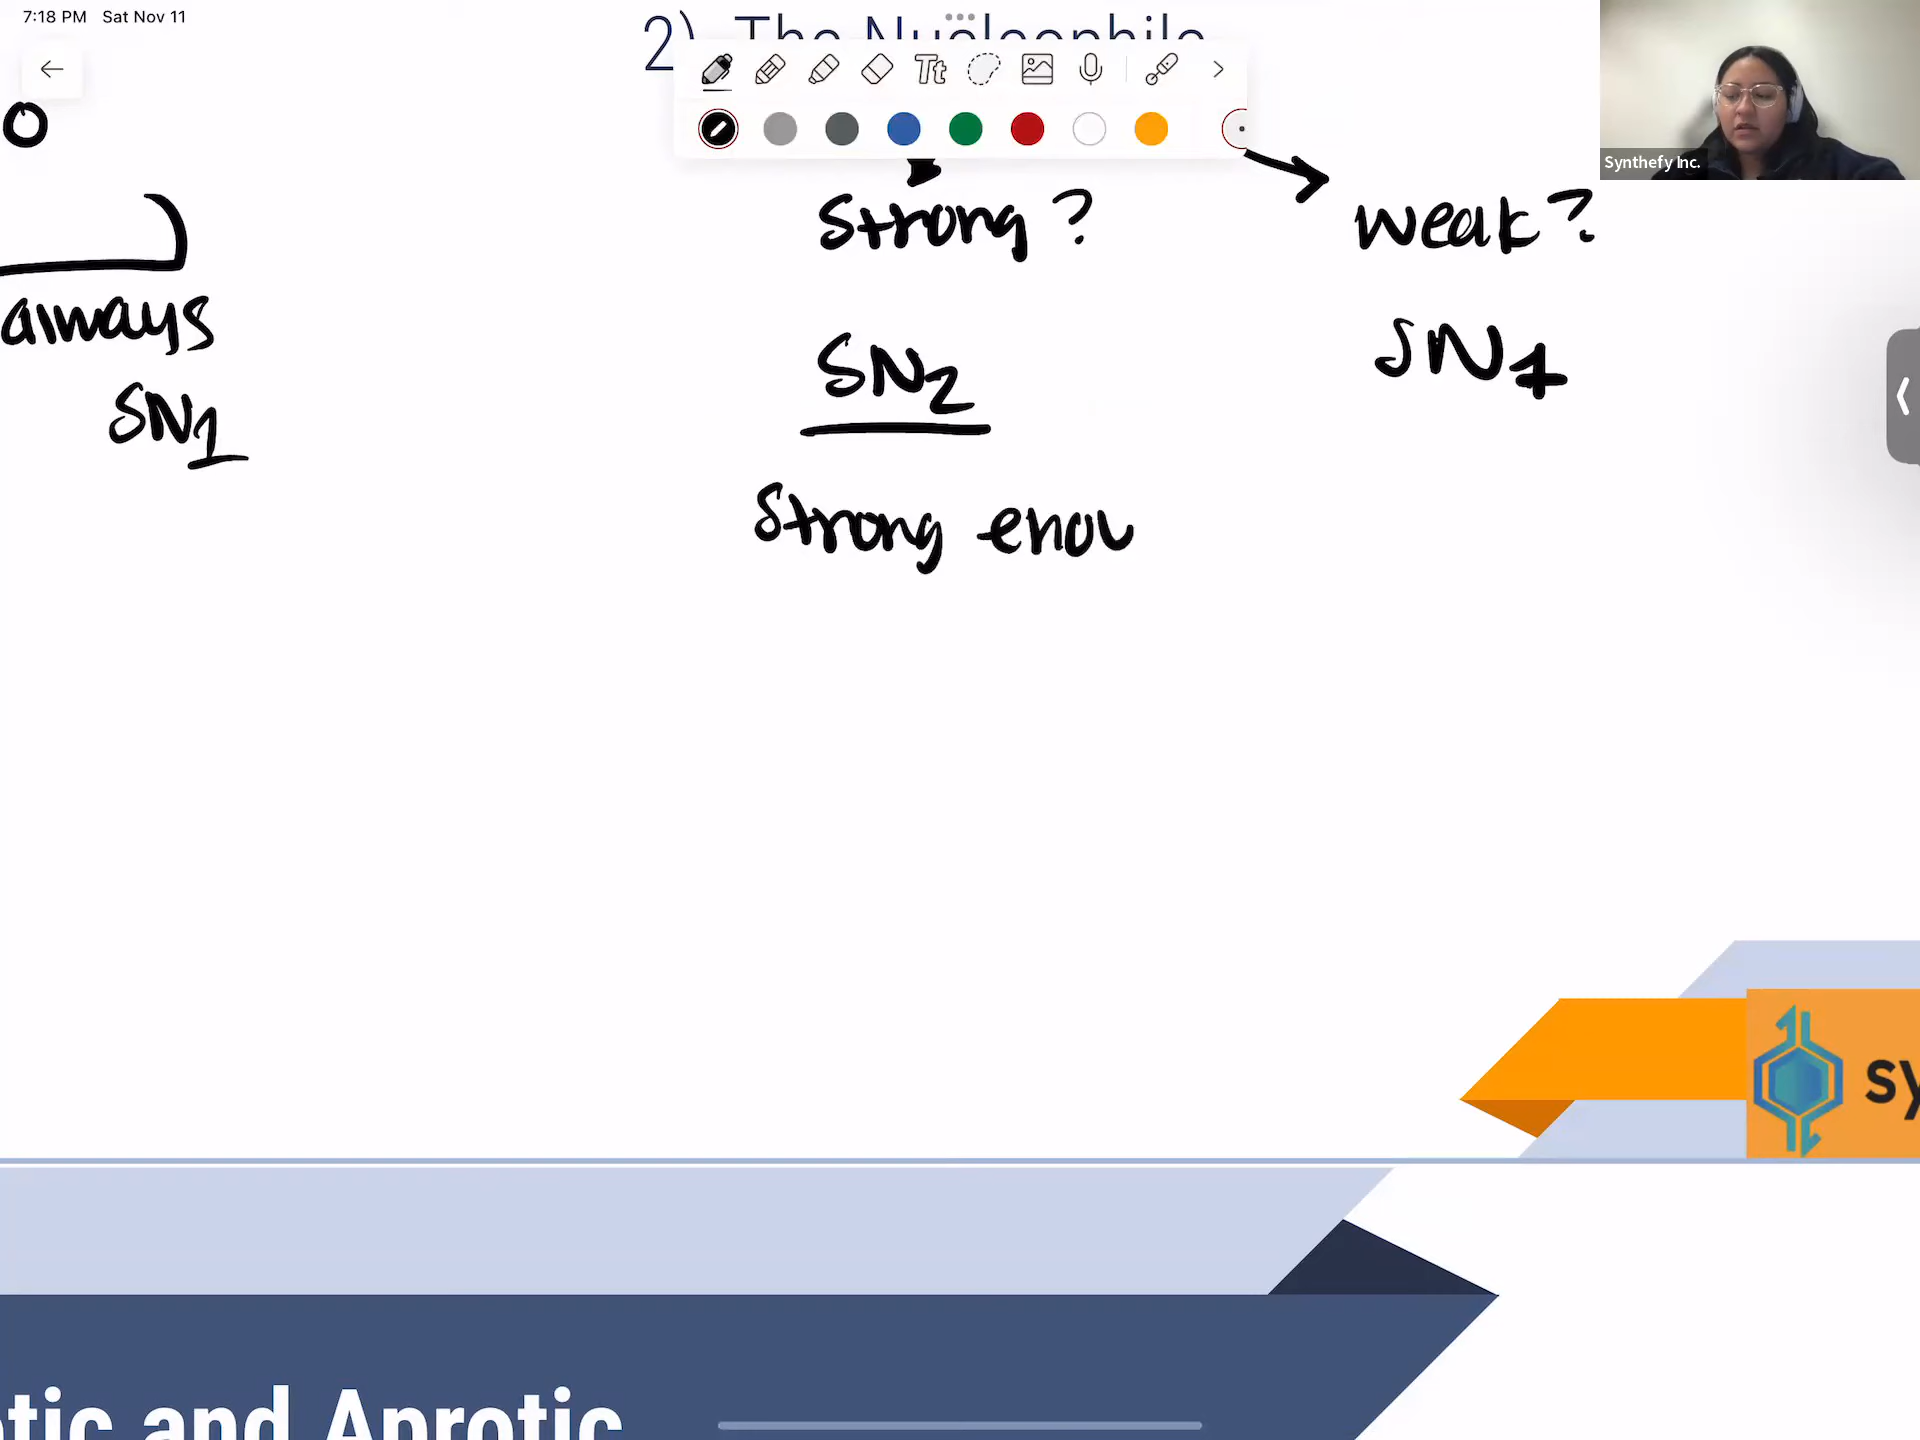 7:18 PM Sat Nov 11
2) The Nucleophile
Synthefy Inc.
Strong?
weak?
always
SN1
SN2
SN1
Strong enou
sy
tic and Aprotic